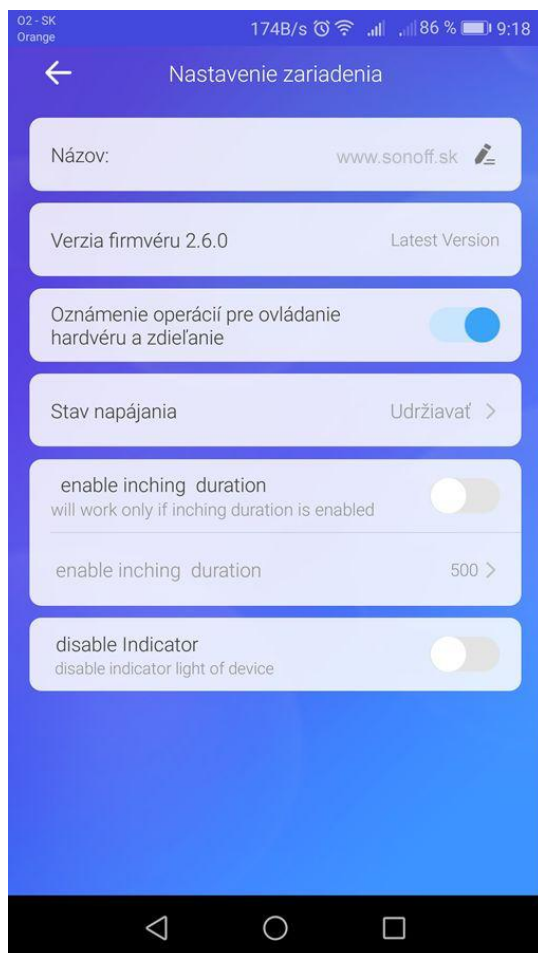 O2 - SK
Orange
174B/s 86 % 9:18
Nastavenie zariadenia
Názov: www.sonoff.sk
Verzia firmvéru 2.6.0 Latest Version
Oznámenie operácií pre ovládanie
hardvéru a zdieľanie
Stav napájania Udržiavať >
enable inching duration
will work only if inching duration is enabled
enable inching duration 500 >
disable Indicator
disable indicator light of device